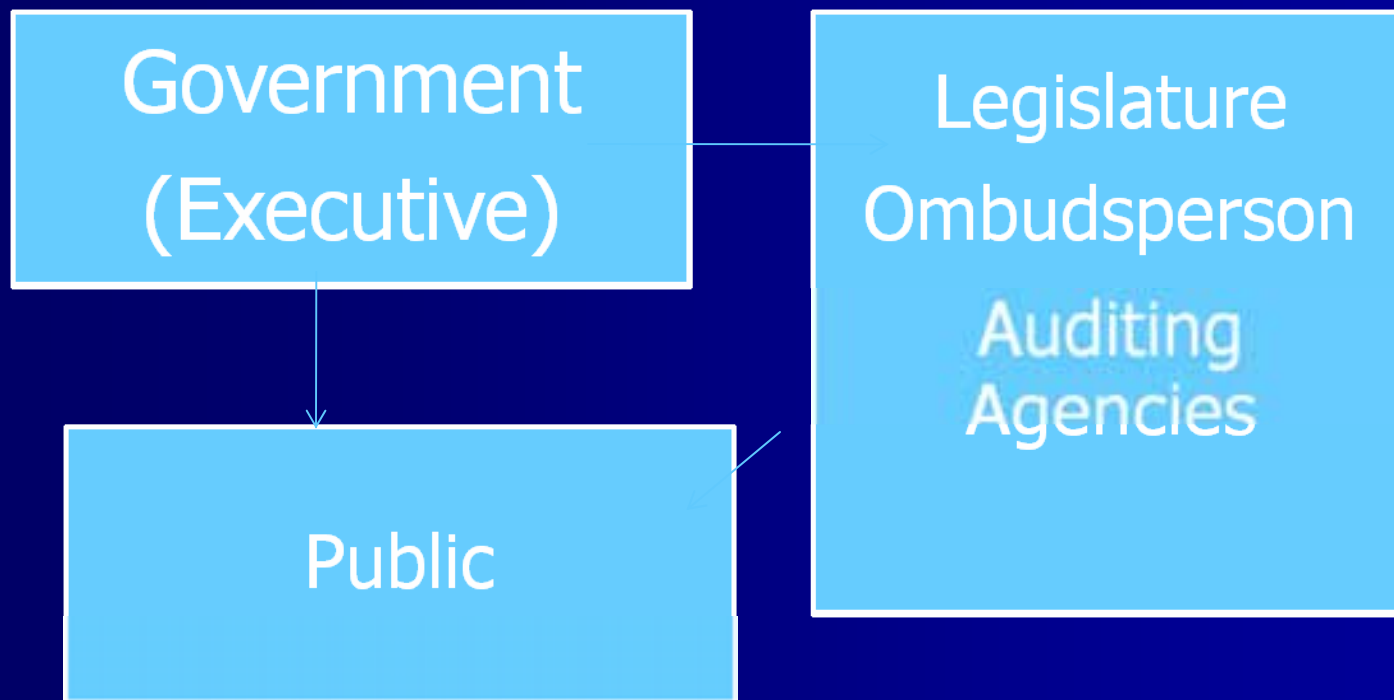 Government
(Executive)
Legislature
Ombudsperson
Auditing
Agencies
Public